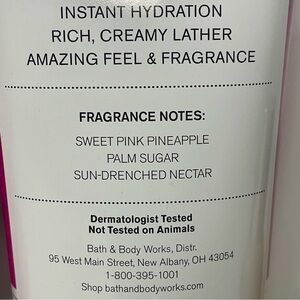 INSTANT HYDRATION
RICH, CREAMY LATHER
AMAZING FEEL & FRAGRANCE
FRAGRANCE NOTES:
SWEET PINK PINEAPPLE
PALM SUGAR
SUN-DRENCHED NECTAR
Dermatologist Tested
Not Tested on Animals
Bath & Body Works, Distr.
95 West Main Street, New Albany, OH 43054
1-800-395-1001
Shop bathandbodyworks.com